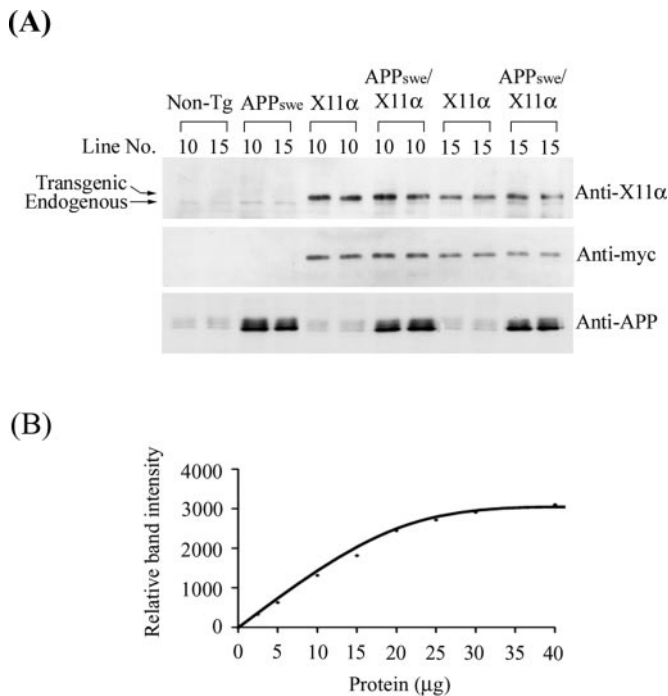 (A)
APPswe/ APPswe/
Non-Tg APPswe X11α X11α X11α X11α
Line No. 10 15 10 15 10 10 10 10 15 15 15 15
Transgenic
Endogenous
Anti-X11α
Anti-myc
Anti-APP
(B)
Relative band intensity
4000
3000
2000
1000
0
0 5 10 15 20 25 30 35 40
Protein (μg)